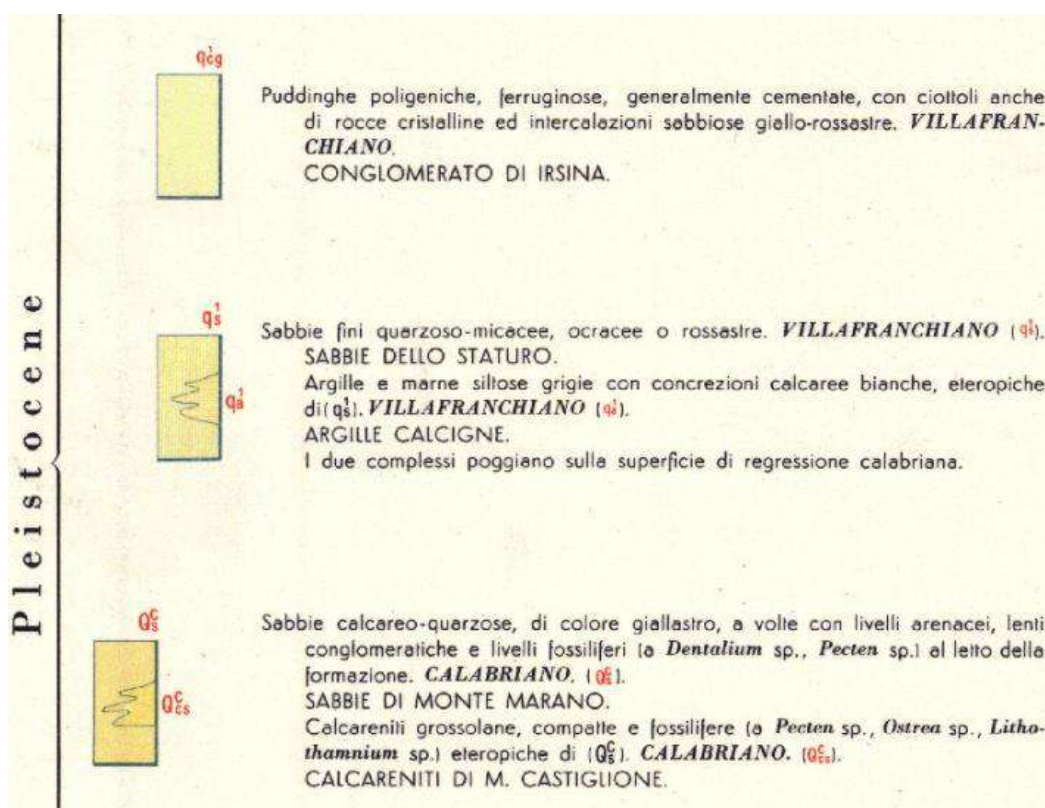 Pleistocene
q¹cg
Puddinghe poligeniche, ferruginose, generalmente cementate, con ciottoli anche
di rocce cristalline ed intercalazioni sabbiose giallo-rossastre. VILLAFRAN-
CHIANO.
CONGLOMERATO DI IRSINA.
q¹s
q¹a
Sabbie fini quarzoso-micacee, ocracee o rossastre. VILLAFRANCHIANO (q¹s).
SABBIE DELLO STATURO.
Argille e marne siltose grigie con concrezioni calcaree bianche, eteropiche
di (q¹s). VILLAFRANCHIANO (q¹a).
ARGILLE CALCIGNE.
I due complessi poggiano sulla superficie di regressione calabriana.
Qᶜs
Qᶜcs
Sabbie calcareo-quarzose, di colore giallastro, a volte con livelli arenacei, lenti
conglomeratiche e livelli fossiliferi (a Dentalium sp., Pecten sp.) al letto della
formazione. CALABRIANO. (Qᶜs).
SABBIE DI MONTE MARANO.
Calcareniti grossolane, compatte e fossilifere (a Pecten sp., Ostrea sp., Litho-
thamnium sp.) eteropiche di (Qᶜs). CALABRIANO. (Qᶜcs).
CALCARENITI DI M. CASTIGLIONE.